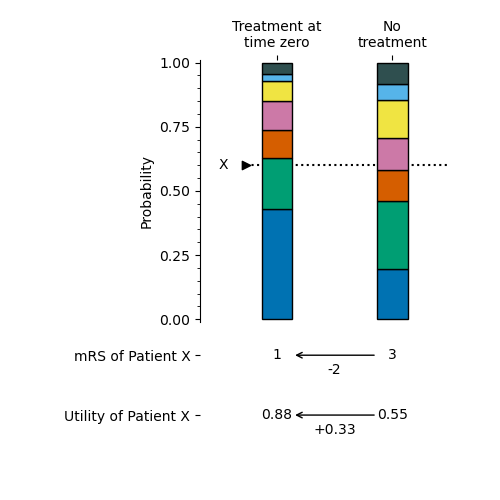 Treatment at
time zero
No
treatment
1.00
0.75
0.50
0.25
0.00
Probability
X
mRS of Patient X
1
3
-2
Utility of Patient X
0.88
0.55
+0.33